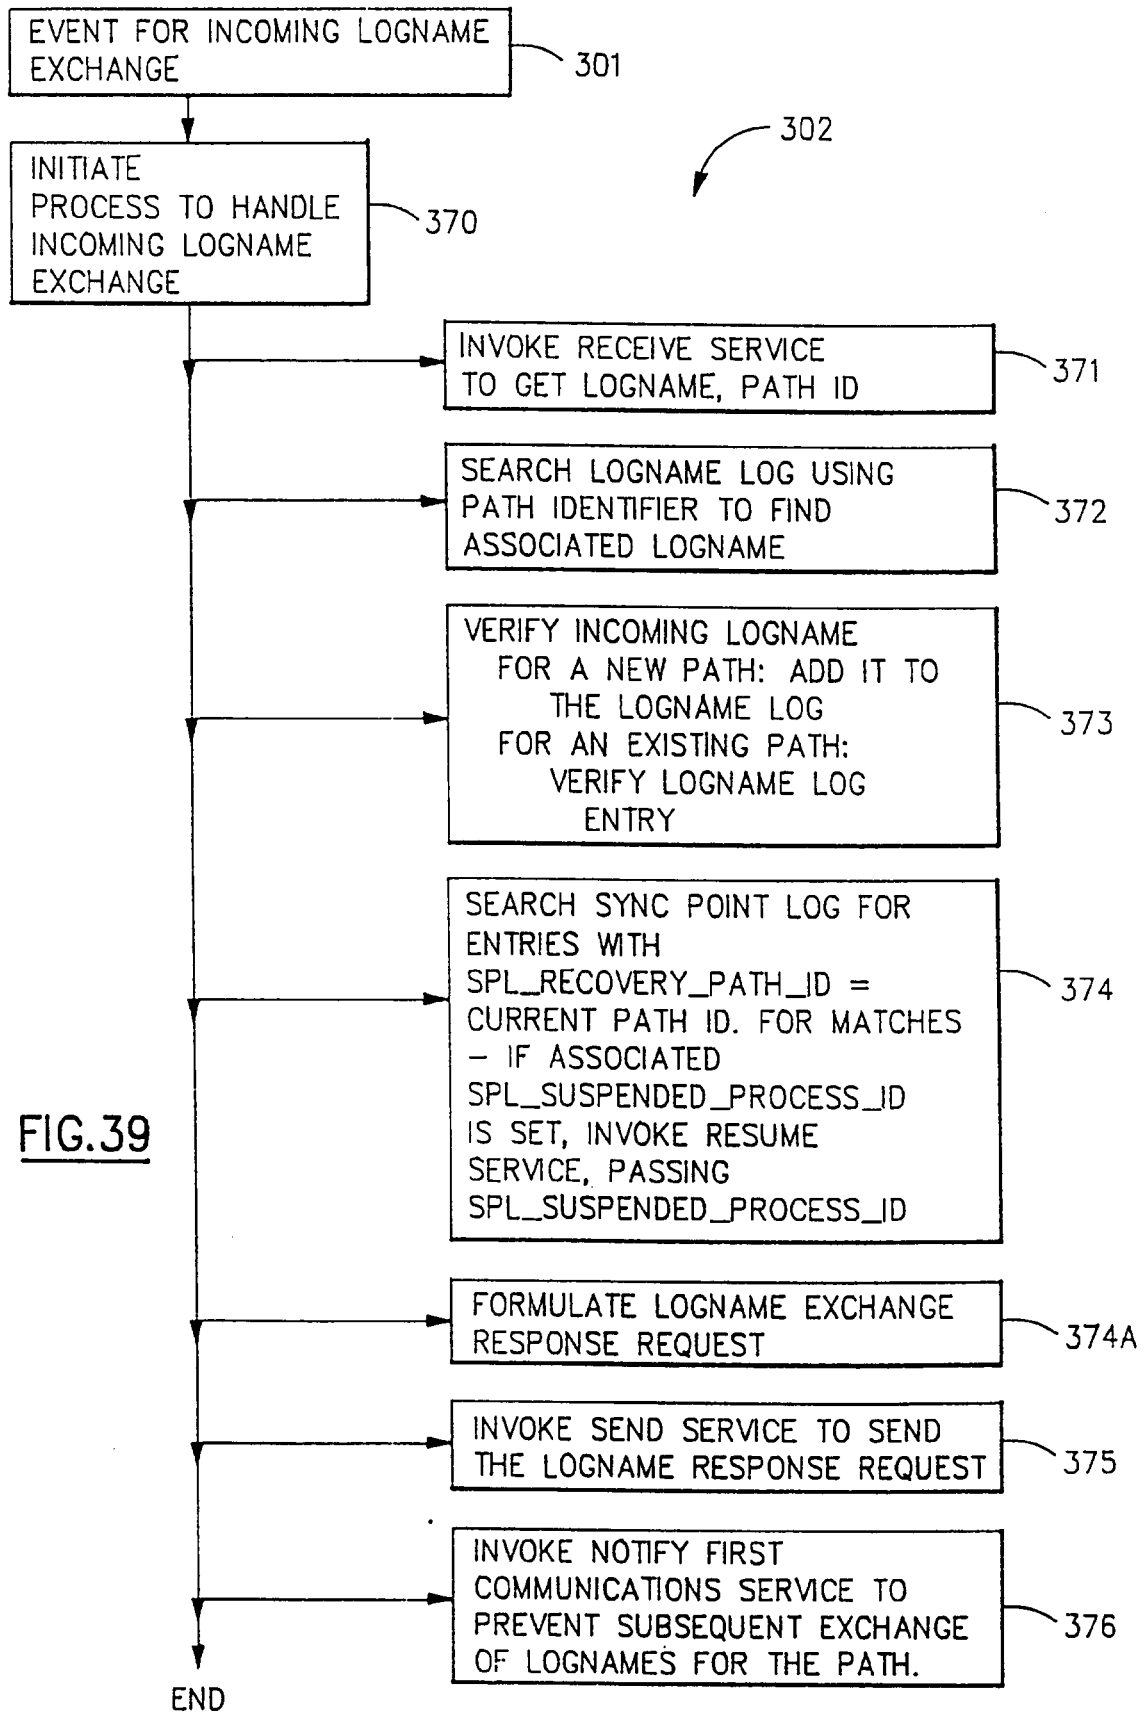 EVENT FOR INCOMING LOGNAME
EXCHANGE
301
302
INITIATE
PROCESS TO HANDLE
INCOMING LOGNAME
EXCHANGE
370
INVOKE RECEIVE SERVICE
TO GET LOGNAME, PATH ID
371
SEARCH LOGNAME LOG USING
PATH IDENTIFIER TO FIND
ASSOCIATED LOGNAME
372
VERIFY INCOMING LOGNAME
FOR A NEW PATH: ADD IT TO
THE LOGNAME LOG
FOR AN EXISTING PATH:
VERIFY LOGNAME LOG
ENTRY
373
SEARCH SYNC POINT LOG FOR
ENTRIES WITH
SPL_RECOVERY_PATH_ID =
CURRENT PATH ID. FOR MATCHES
– IF ASSOCIATED
SPL_SUSPENDED_PROCESS_ID
IS SET, INVOKE RESUME
SERVICE, PASSING
SPL_SUSPENDED_PROCESS_ID
374
FIG.39
FORMULATE LOGNAME EXCHANGE
RESPONSE REQUEST
374A
INVOKE SEND SERVICE TO SEND
THE LOGNAME RESPONSE REQUEST
375
INVOKE NOTIFY FIRST
COMMUNICATIONS SERVICE TO
PREVENT SUBSEQUENT EXCHANGE
OF LOGNAMES FOR THE PATH.
376
END